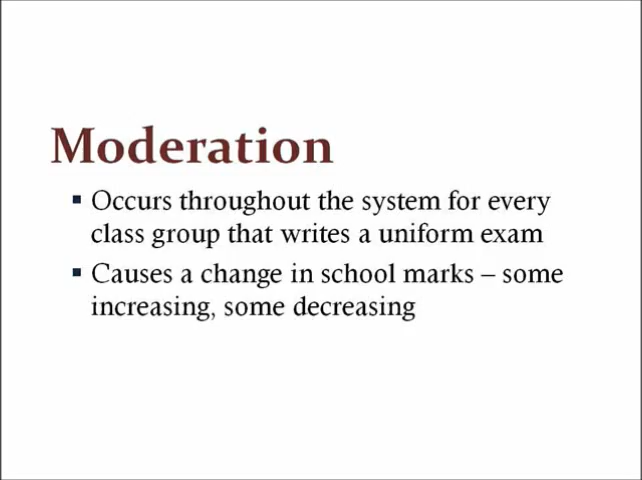 Moderation
▪ Occurs throughout the system for every
class group that writes a uniform exam
▪ Causes a change in school marks – some
increasing, some decreasing